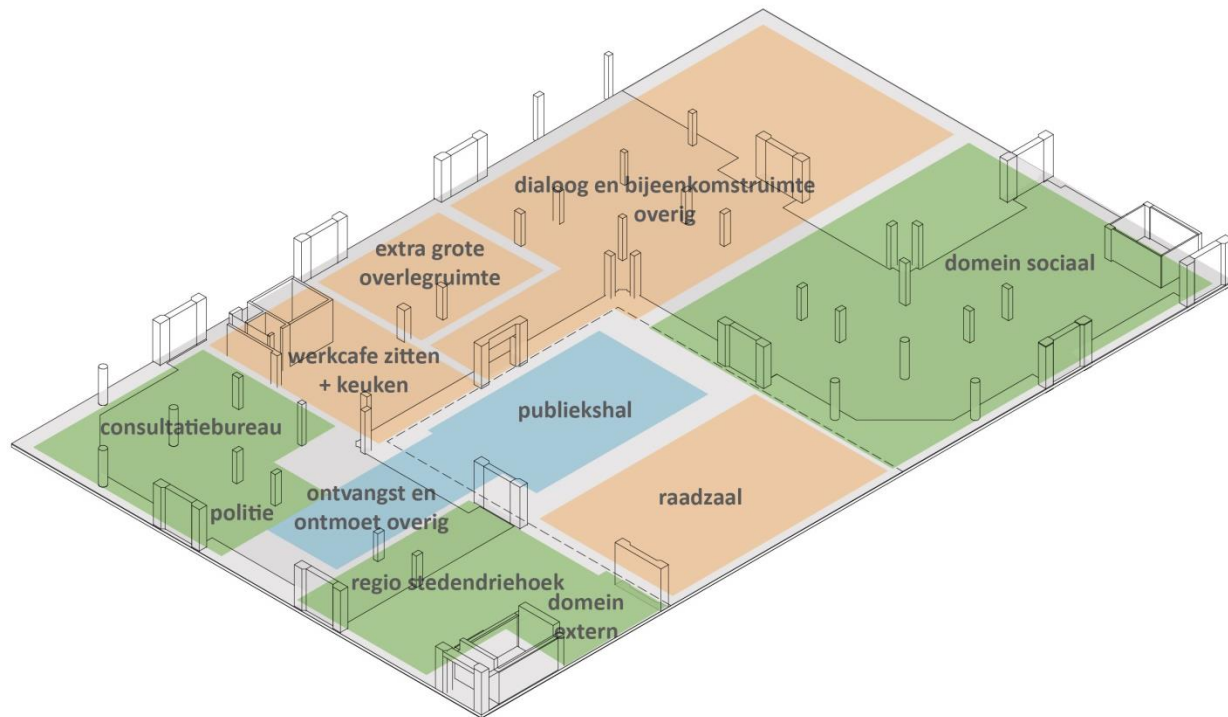 dialoog en bijeenkomstruimte
overig
extra grote
overlegruimte
domein sociaal
werkcafe zitten
+ keuken
publiekshal
consultatiebureau
ontvangst en
ontmoet overig
raadzaal
politie
regio stedendriehoek
domein
extern